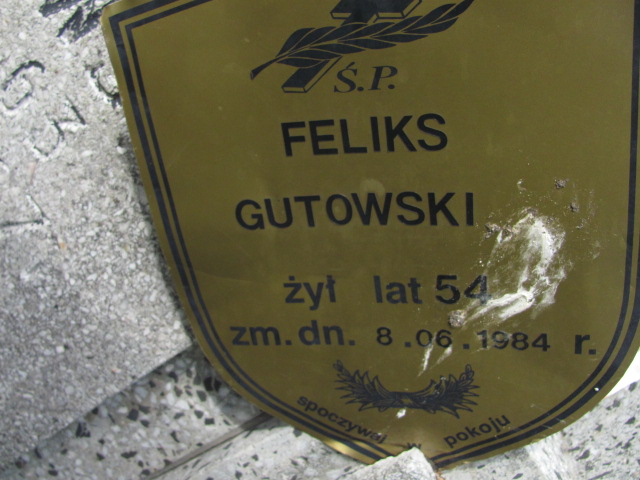 Ś.P.
FELIKS
GUTOWSKI
żył lat 54
zm. dn. 8.06.1984 r.
spoczywaj w pokoju